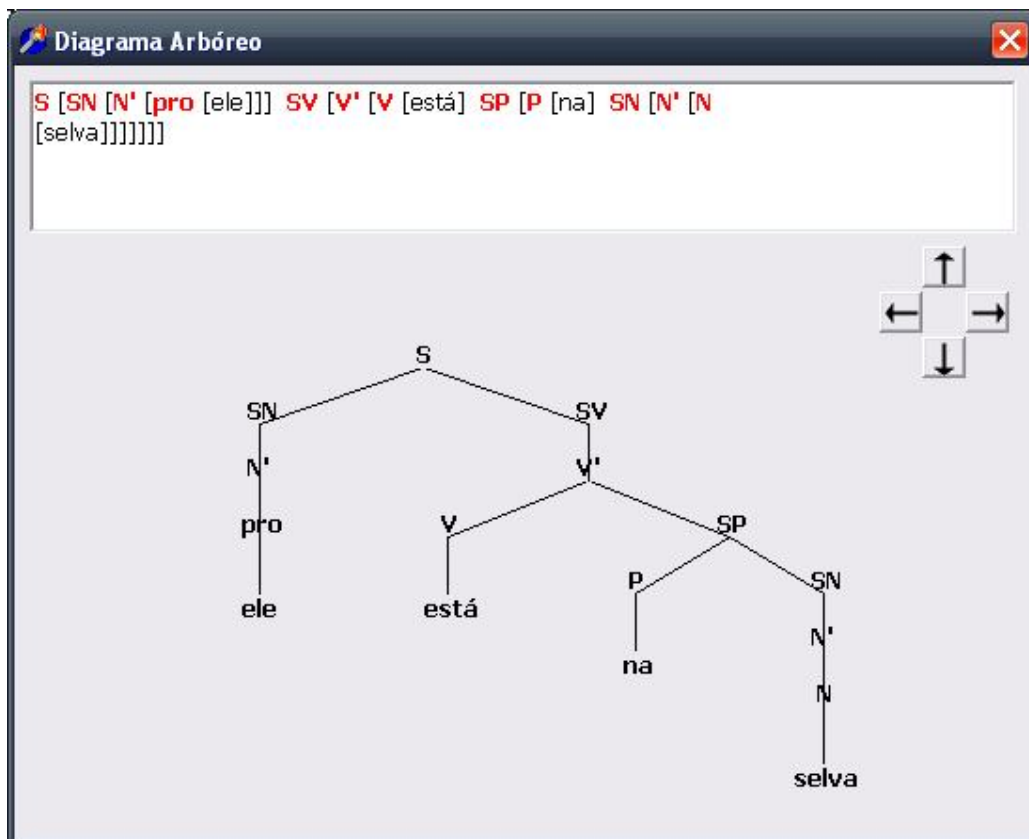 Diagrama Arbóreo
S [SN [N' [pro [ele]]] SV [V' [V [está] SP [P [na] SN [N' [N
[selva]]]]]]]
S
SN SV
N' V'
pro V SP
P SN
ele está
N'
na
N
selva